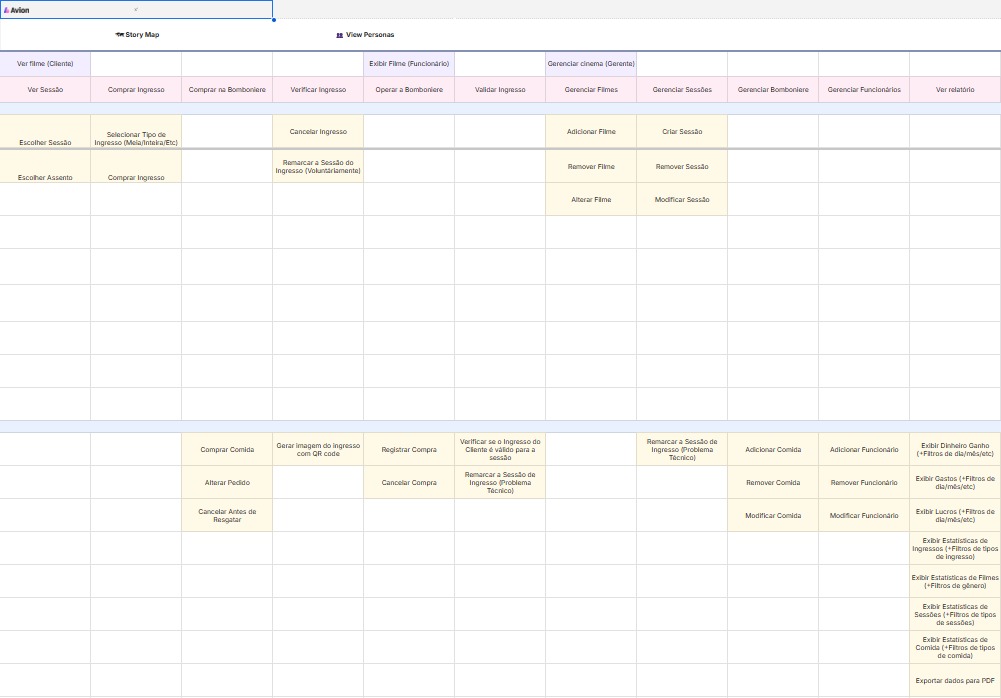 Avion
Story Map
View Personas
Ver filme (Cliente)
Exibir Filme (Funcionário)
Gerenciar cinema (Gerente)
Ver Sessão
Comprar Ingresso
Comprar na Bomboniere
Verificar Ingresso
Operar a Bomboniere
Validar Ingresso
Gerenciar Filmes
Gerenciar Sessões
Gerenciar Bomboniere
Gerenciar Funcionários
Ver relatório
Escolher Sessão
Selecionar Tipo de
Ingresso (Meia/Inteira/Etc)
Cancelar Ingresso
Adicionar Filme
Criar Sessão
Escolher Assento
Comprar Ingresso
Remarcar a Sessão do
Ingresso (Voluntáriamente)
Remover Filme
Remover Sessão
Alterar Filme
Modificar Sessão
Comprar Comida
Gerar imagem do ingresso
com QR code
Registrar Compra
Verificar se o Ingresso do
Cliente é válido para a
sessão
Remarcar a Sessão de
Ingresso (Problema
Técnico)
Adicionar Comida
Adicionar Funcionário
Exibir Dinheiro Ganho
(+Filtros de dia/mês/etc)
Alterar Pedido
Cancelar Compra
Remarcar a Sessão de
Ingresso (Problema
Técnico)
Remover Comida
Remover Funcionário
Exibir Gastos (+Filtros de
dia/mês/etc)
Cancelar Antes de
Resgatar
Modificar Comida
Modificar Funcionário
Exibir Lucros (+Filtros de
dia/mês/etc)
Exibir Estatísticas de
Ingressos (+Filtros de tipos
de ingresso)
Exibir Estatísticas de Filmes
(+Filtros de gênero)
Exibir Estatísticas de
Sessões (+Filtros de tipos
de sessões)
Exibir Estatísticas de
Comida (+Filtros de tipos
de comida)
Exportar dados para PDF